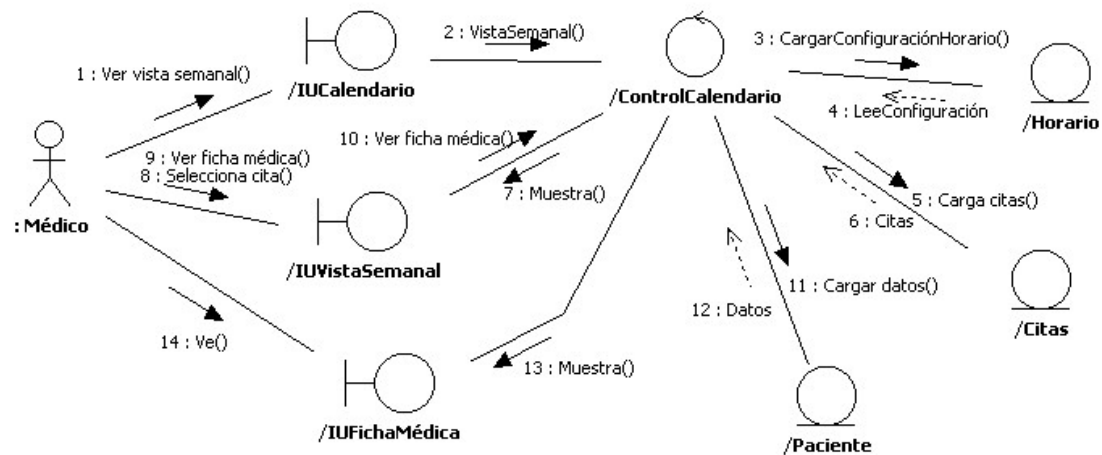 2 : VistaSemanal()
3 : CargarConfiguraciónHorario()
1 : Ver vista semanal()
/IUCalendario
/ControlCalendario
4 : LeeConfiguración
/Horario
10 : Ver ficha médica()
9 : Ver ficha médica()
8 : Selecciona cita()
7 : Muestra()
5 : Carga citas()
6 : Citas
: Médico
/IUVistaSemanal
11 : Cargar datos()
12 : Datos
/Citas
14 : Ve()
13 : Muestra()
/IUFichaMédica
/Paciente